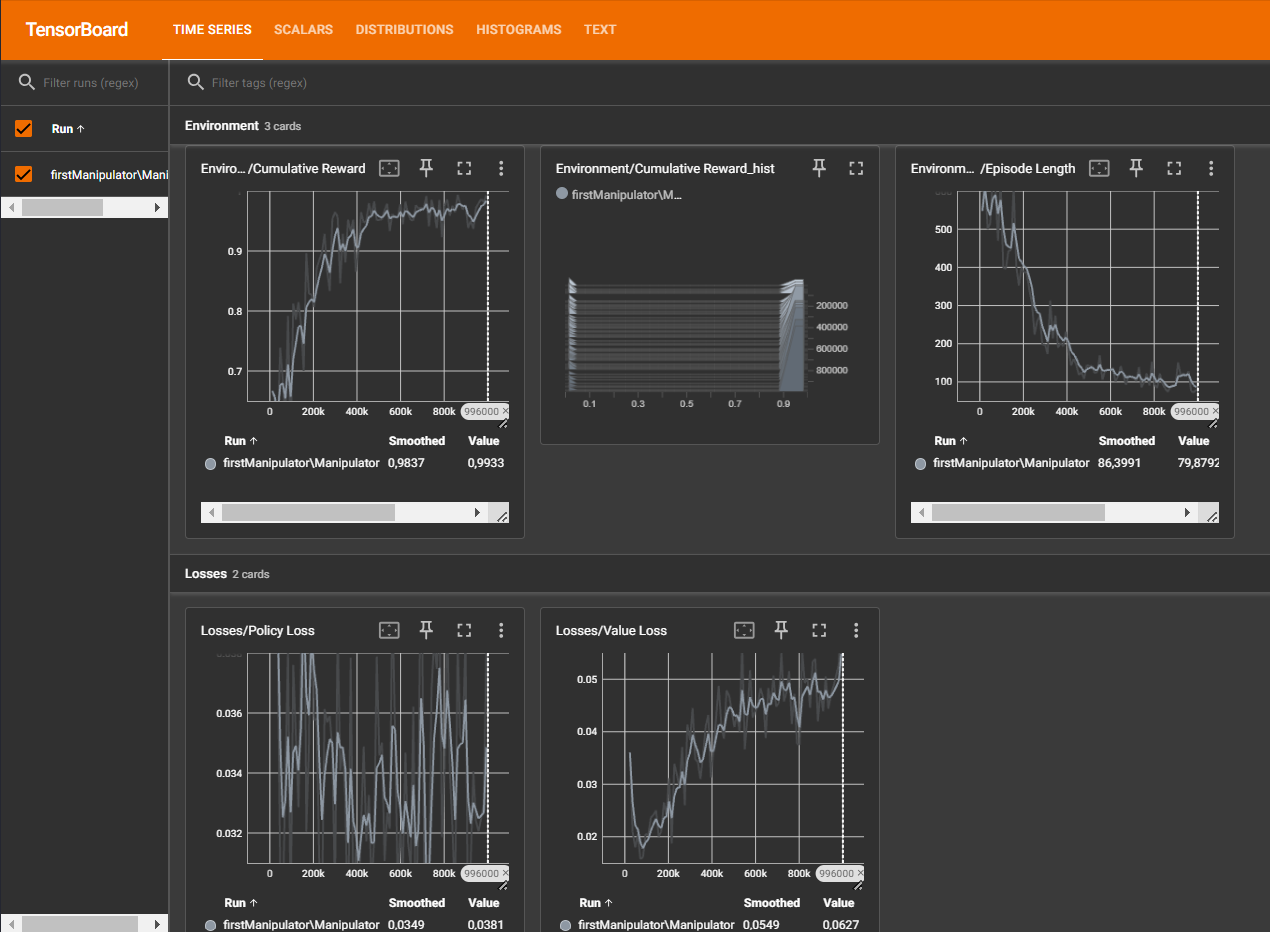 TensorBoard TIME SERIES SCALARS DISTRIBUTIONS HISTOGRAMS TEXT
Filter runs (regex) Filter tags (regex)
Run ↑
firstManipulator\Mani
Environment 3 cards
Enviro... /Cumulative Reward
0.9
0.8
0.7
0 200k 400k 600k 800k 996000 ×
Run ↑ Smoothed Value
firstManipulator\Manipulator 0,9837 0,9933
Environment/Cumulative Reward_hist
firstManipulator\M...
200000
400000
600000
800000
0.1 0.3 0.5 0.7 0.9
Environm... /Episode Length
500
400
300
200
100
0 200k 400k 600k 800k 996000 ×
Run ↑ Smoothed Value
firstManipulator\Manipulator 86,3991 79,8792
Losses 2 cards
Losses/Policy Loss
0.036
0.034
0.032
0 200k 400k 600k 800k 996000 ×
Run ↑ Smoothed Value
firstManipulator\Manipulator 0,0349 0,0381
Losses/Value Loss
0.05
0.04
0.03
0.02
0 200k 400k 600k 800k 996000 ×
Run ↑ Smoothed Value
firstManipulator\Manipulator 0,0549 0,0627